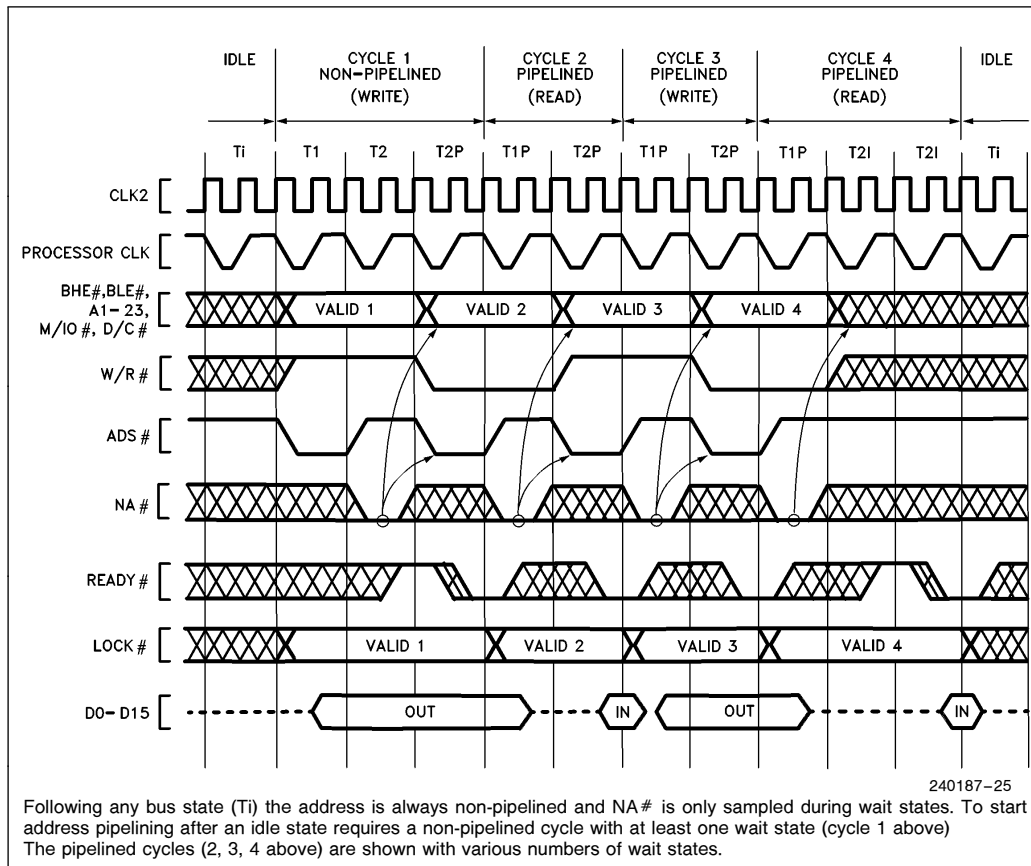 IDLE CYCLE 1 CYCLE 2 CYCLE 3 CYCLE 4 IDLE
NON-PIPELINED PIPELINED PIPELINED PIPELINED
(WRITE) (READ) (WRITE) (READ)
Ti T1 T2 T2P T1P T2P T1P T2P T1P T2I T2I Ti
CLK2
PROCESSOR CLK
BHE#,BLE#,
A1-23,
M/IO #, D/C #
VALID 1 VALID 2 VALID 3 VALID 4
W/R #
ADS #
NA #
READY #
LOCK # VALID 1 VALID 2 VALID 3 VALID 4
D0-D15 OUT IN OUT IN
240187-25
Following any bus state (Ti) the address is always non-pipelined and NA# is only sampled during wait states. To start
address pipelining after an idle state requires a non-pipelined cycle with at least one wait state (cycle 1 above)
The pipelined cycles (2, 3, 4 above) are shown with various numbers of wait states.